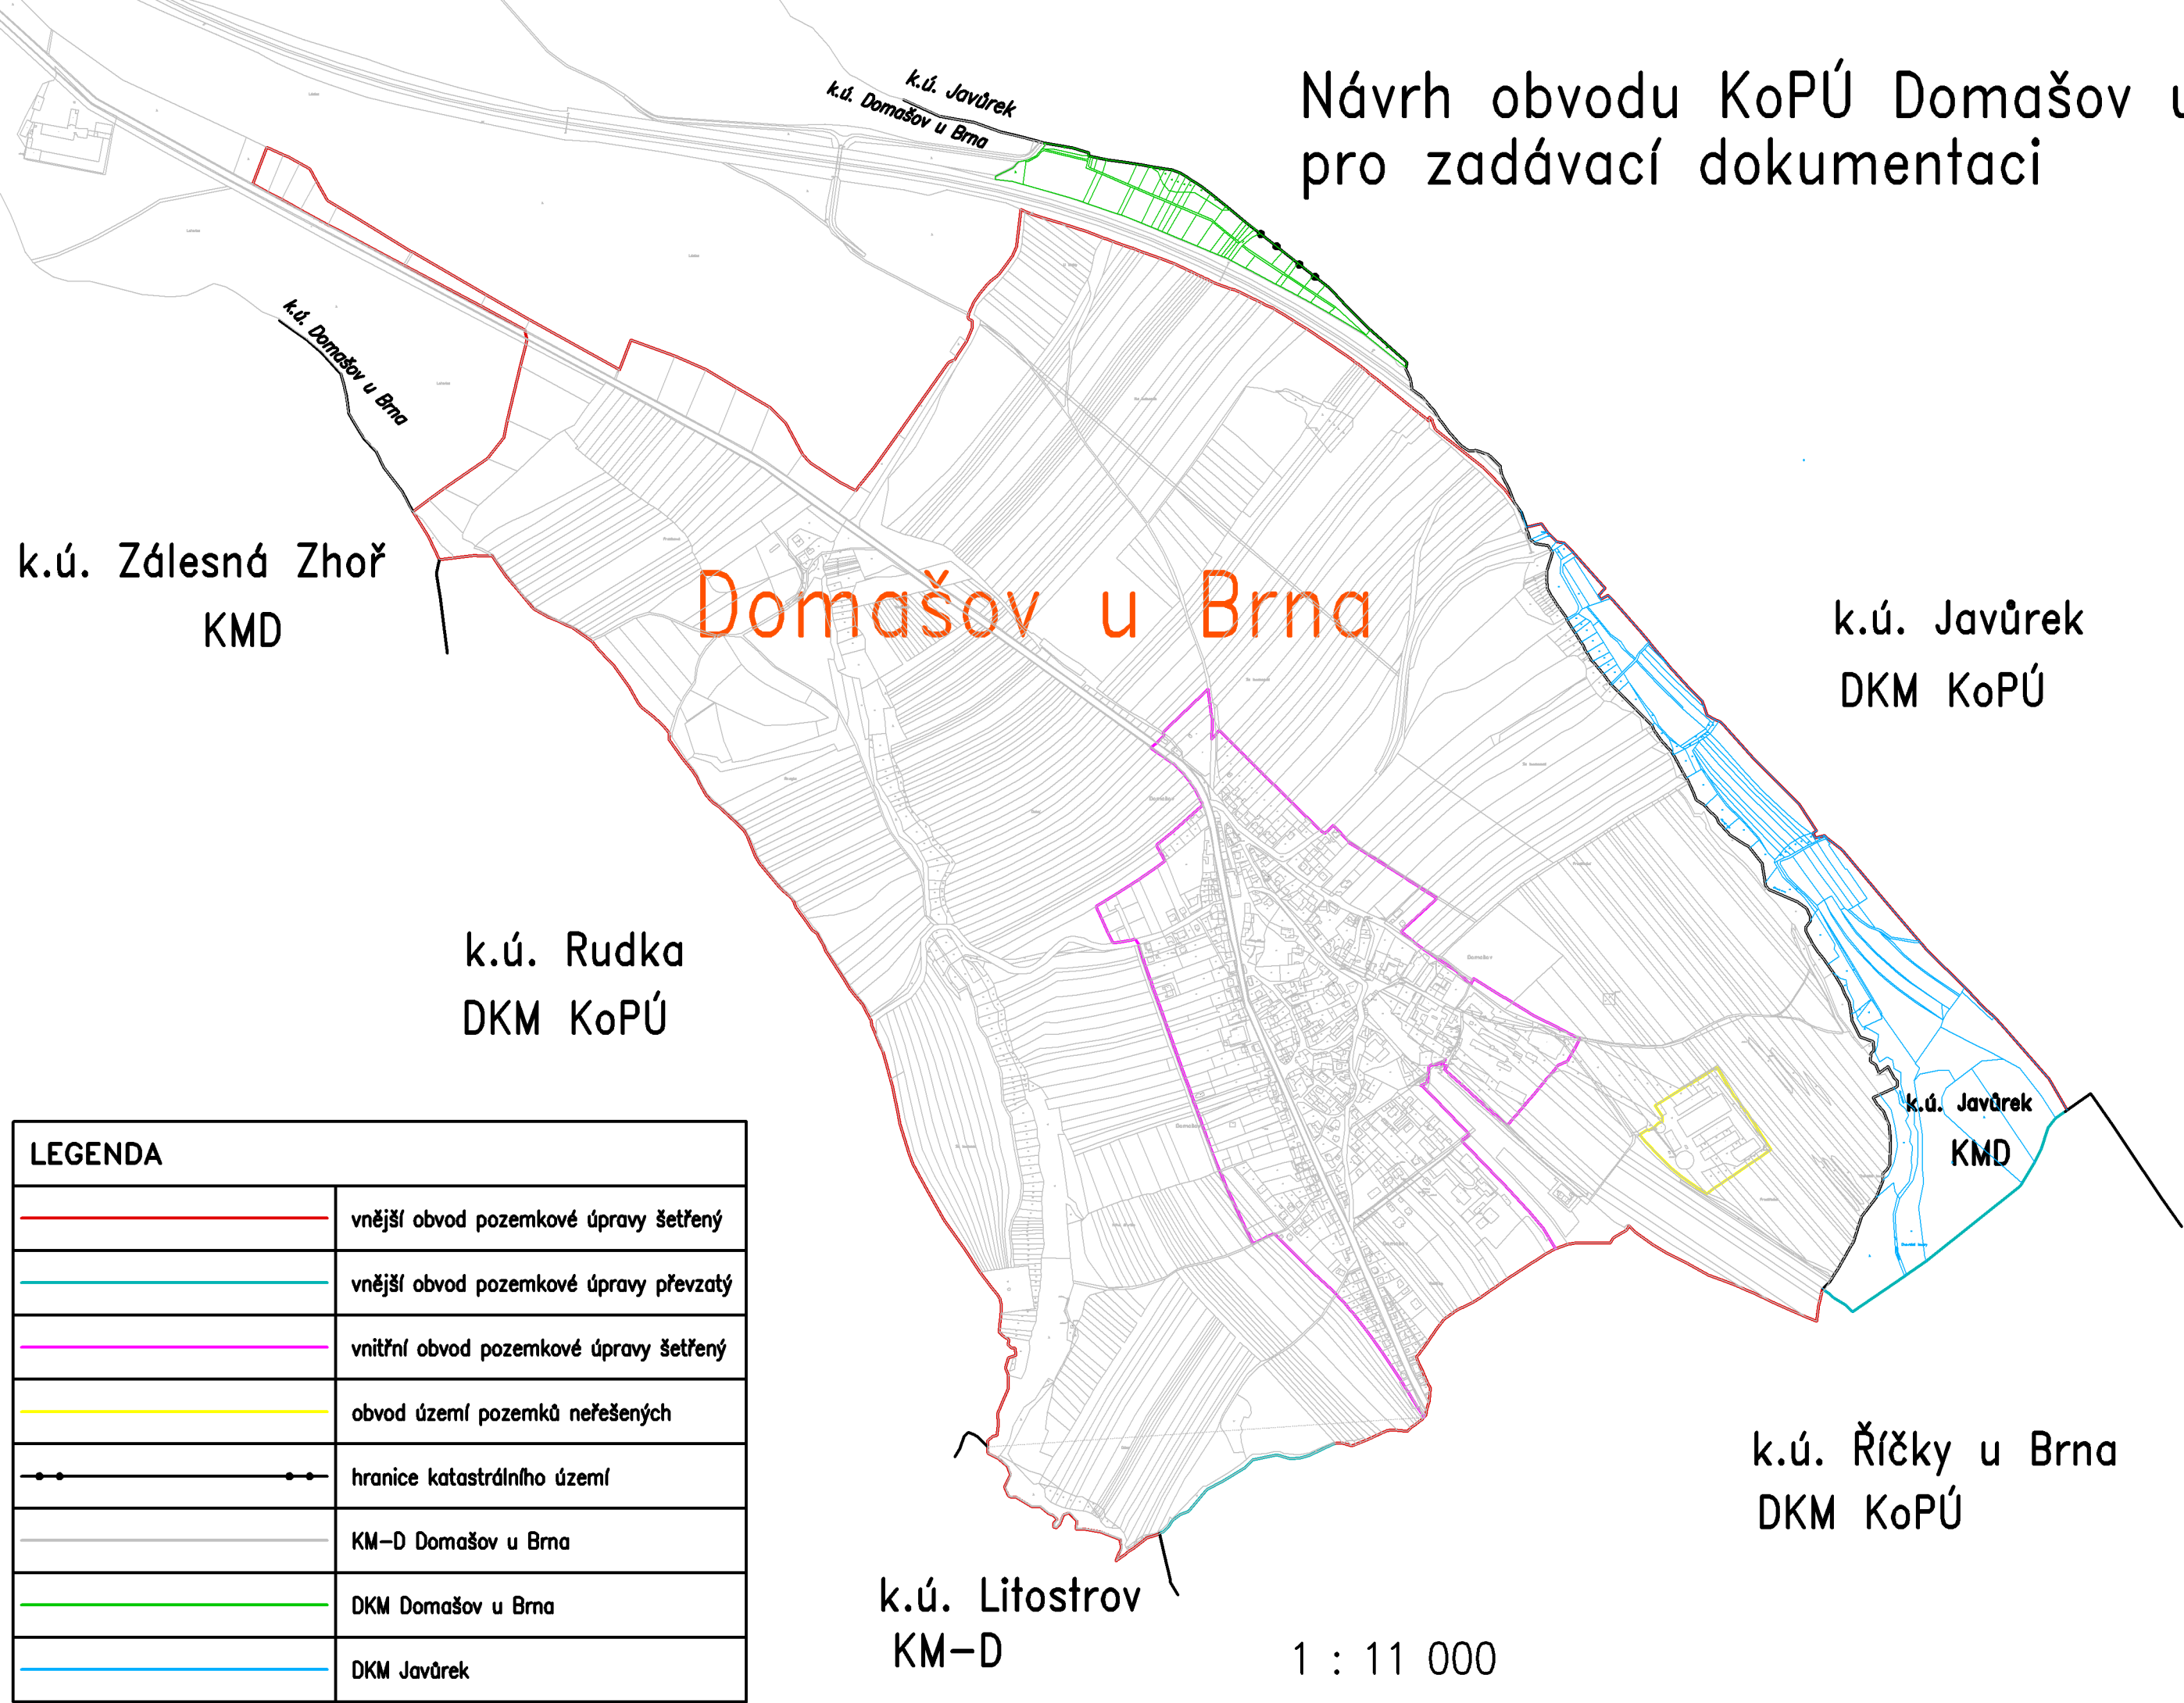 Návrh obvodu KoPÚ Domašov u
pro zadávací dokumentaci
k.ú. Javůrek
k.ú. Domašov u Brna
k.ú. Domašov u Brna
k.ú. Zálesná Zhoř
KMD
Domašov u Brna
k.ú. Javůrek
DKM KoPÚ
k.ú. Rudka
DKM KoPÚ
k.ú. Javůrek
KMD
LEGENDA
vnější obvod pozemkové úpravy šetřený
vnější obvod pozemkové úpravy převzatý
vnitřní obvod pozemkové úpravy šetřený
obvod území pozemků neřešených
hranice katastrálního území
KM-D Domašov u Brna
DKM Domašov u Brna
DKM Javůrek
k.ú. Říčky u Brna
DKM KoPÚ
k.ú. Litostrov
KM-D
1 : 11 000